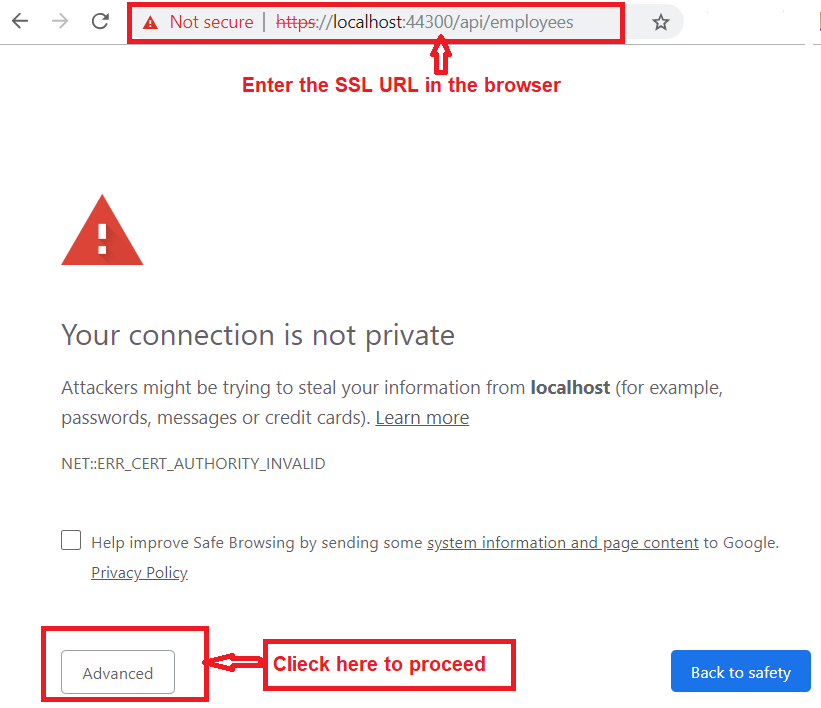 Not secure | https://localhost:44300/api/employees
Enter the SSL URL in the browser
Your connection is not private
Attackers might be trying to steal your information from localhost (for example,
passwords, messages or credit cards). Learn more
NET::ERR_CERT_AUTHORITY_INVALID
Help improve Safe Browsing by sending some system information and page content to Google.
Privacy Policy
Advanced
Clieck here to proceed
Back to safety